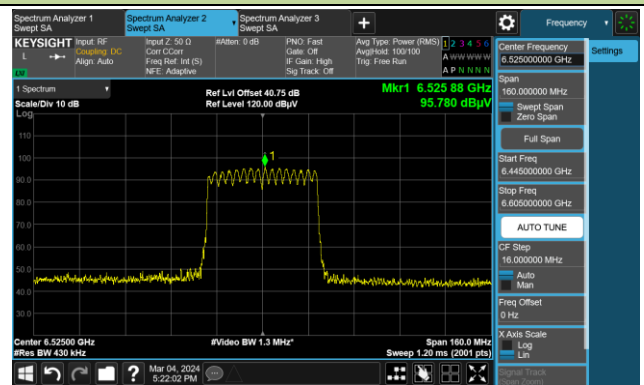 Spectrum Analyzer 1
Swept SA
Spectrum Analyzer 2
Swept SA
Spectrum Analyzer 3
Swept SA
+
Frequency
KEYSIGHT
L
Input: RF
Coupling: DC
Align: Auto
Input Z: 50 Ω
Corr CCorr
Freq Ref: Int (S)
NFE: Adaptive
#Atten: 0 dB
PNO: Fast
Gate: Off
IF Gain: High
Sig Track: Off
Avg Type: Power (RMS)
Avg|Hold: 100/100
Trig: Free Run
1 2 3 4 5 6
A W W W W W
A P N N N N
Center Frequency
6.525000000 GHz
Settings
1 Spectrum
Scale/Div 10 dB
Log
Ref Lvl Offset 40.75 dB
Ref Level 120.00 dBµV
Mkr1 6.525 88 GHz
95.780 dBµV
110
100
90.0
80.0
70.0
60.0
50.0
40.0
30.0
1
Span
160.000000 MHz
Swept Span
Zero Span
Full Span
Start Freq
6.445000000 GHz
Stop Freq
6.605000000 GHz
AUTO TUNE
CF Step
16.000000 MHz
Auto
Man
Freq Offset
0 Hz
X Axis Scale
Log
Lin
Signal Track
(Span Zoom)
Center 6.52500 GHz
#Res BW 430 kHz
#Video BW 1.3 MHz*
Span 160.0 MHz
Sweep 1.20 ms (2001 pts)
?
Mar 04, 2024
5:22:02 PM